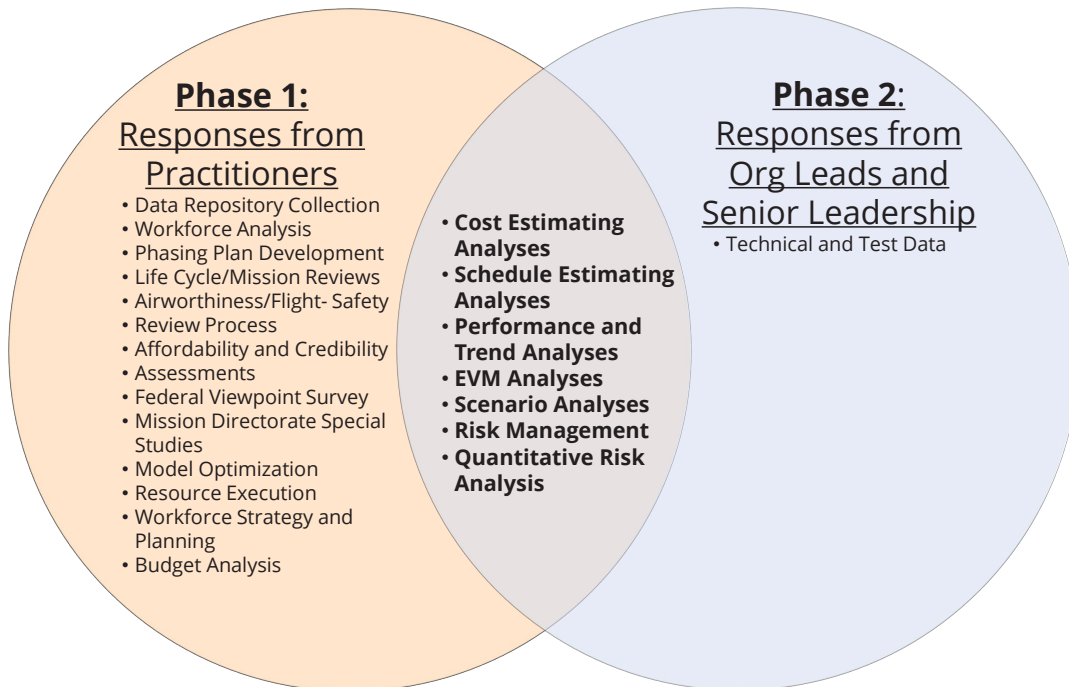 Phase 1:
Responses from
Practitioners
• Data Repository Collection
• Workforce Analysis
• Phasing Plan Development
• Life Cycle/Mission Reviews
• Airworthiness/Flight- Safety
• Review Process
• Affordability and Credibility
• Assessments
• Federal Viewpoint Survey
• Mission Directorate Special
Studies
• Model Optimization
• Resource Execution
• Workforce Strategy and
Planning
• Budget Analysis
• Cost Estimating
Analyses
• Schedule Estimating
Analyses
• Performance and
Trend Analyses
• EVM Analyses
• Scenario Analyses
• Risk Management
• Quantitative Risk
Analysis
Phase 2:
Responses from
Org Leads and
Senior Leadership
• Technical and Test Data